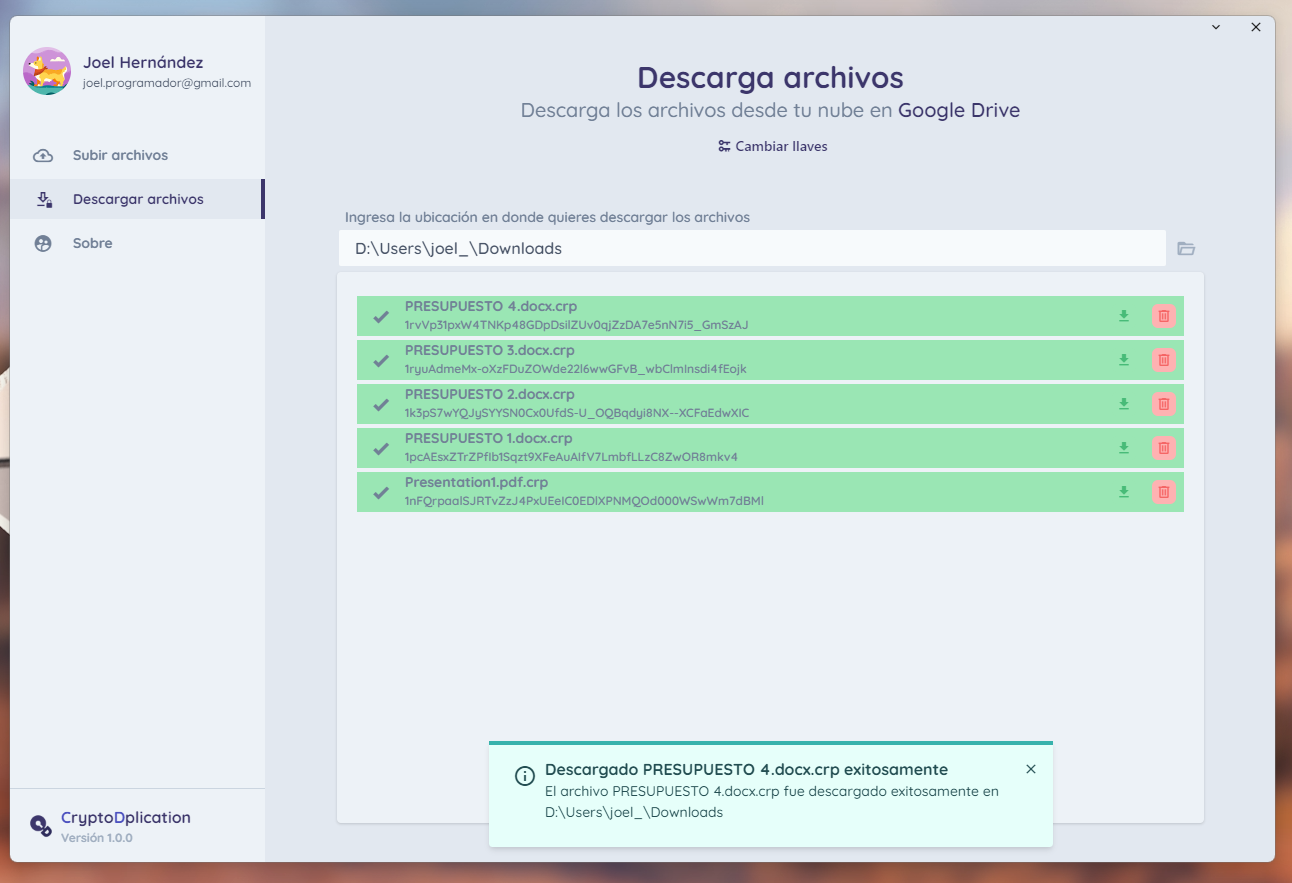 Joel Hernández
joel.programador@gmail.com
Subir archivos
Descargar archivos
Sobre
CryptoDplication
Versión 1.0.0
Descarga archivos
Descarga los archivos desde tu nube en Google Drive
Cambiar llaves
Ingresa la ubicación en donde quieres descargar los archivos
D:\Users\joel_\Downloads
PRESUPUESTO 4.docx.crp
1rvVp31pxW4TNKp48GDpDsilZUv0qjZzDA7e5nN7i5_GmSzAJ
PRESUPUESTO 3.docx.crp
1ryuAdmeMx-oXzFDuZOWde22l6wwGFvB_wbClmInsdi4fEojk
PRESUPUESTO 2.docx.crp
1k3pS7wYQJySYYSN0Cx0UfdS-U_OQBqdyi8NX--XCFaEdwXIC
PRESUPUESTO 1.docx.crp
1pcAEsxZTrZPfIb1Sqzt9XFeAuAIfV7LmbfLLzC8ZwOR8mkv4
Presentation1.pdf.crp
1nFQrpaalSJRTvZzJ4PxUEeIC0EDlXPNMQOd000WSwWm7dBMl
Descargado PRESUPUESTO 4.docx.crp exitosamente
El archivo PRESUPUESTO 4.docx.crp fue descargado exitosamente en
D:\Users\joel_\Downloads